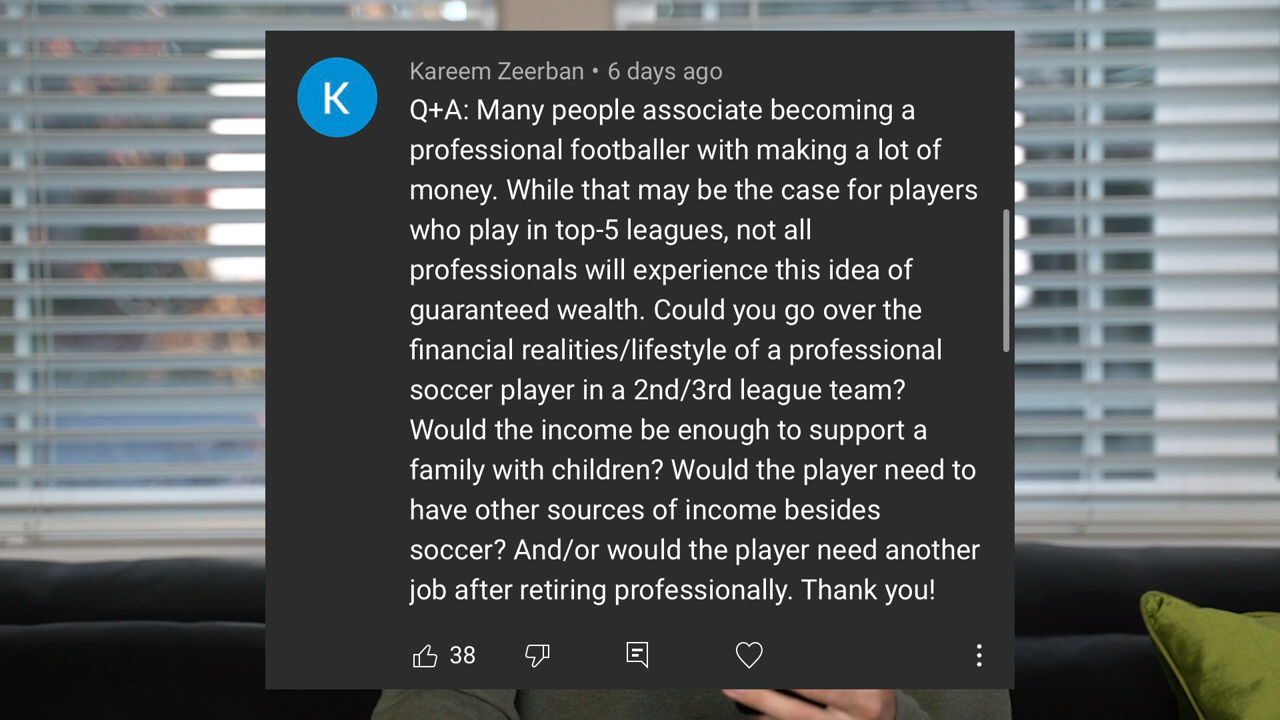 K
Kareem Zeerban • 6 days ago
Q+A: Many people associate becoming a
professional footballer with making a lot of
money. While that may be the case for players
who play in top-5 leagues, not all
professionals will experience this idea of
guaranteed wealth. Could you go over the
financial realities/lifestyle of a professional
soccer player in a 2nd/3rd league team?
Would the income be enough to support a
family with children? Would the player need to
have other sources of income besides
soccer? And/or would the player need another
job after retiring professionally. Thank you!
38